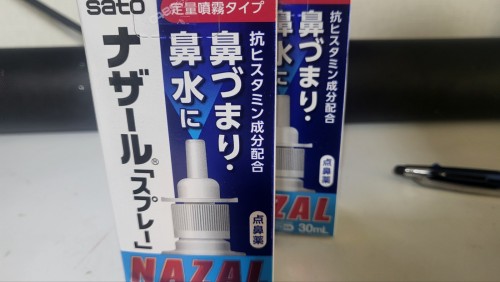 sato
定量噴霧タイプ
ナザール®「スプレー」
抗ヒスタミン成分配合
鼻づまり・
鼻水に
点鼻薬
NAZAL
抗ヒスタミン成分配合
鼻づまり・
水に
点鼻薬
ZAL
30mL